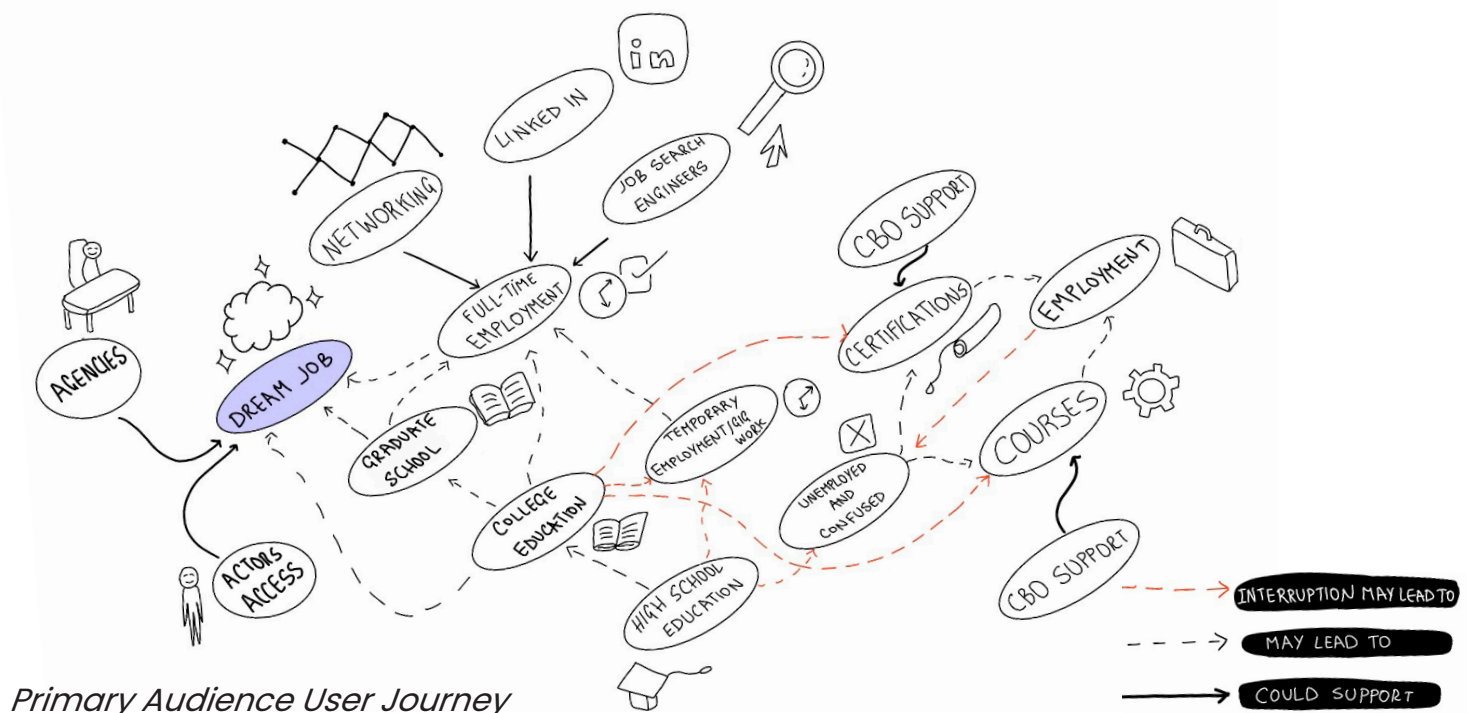 in
LINKED IN
JOB SEARCH
ENGINEERS
NETWORKING
CBO SUPPORT
EMPLOYMENT
FULL-TIME
EMPLOYMENT
CERTIFICATIONS
AGENCIES
DREAM JOB
GRADUATE
SCHOOL
TEMPORARY
EMPLOYMENT/GIG
WORK
COURSES
COLLEGE
EDUCATION
UNEMPLOYED
AND
CONFUSED
ACTORS
ACCESS
HIGH SCHOOL
EDUCATION
CBO SUPPORT
INTERRUPTION MAY LEAD TO
MAY LEAD TO
COULD SUPPORT
Primary Audience User Journey